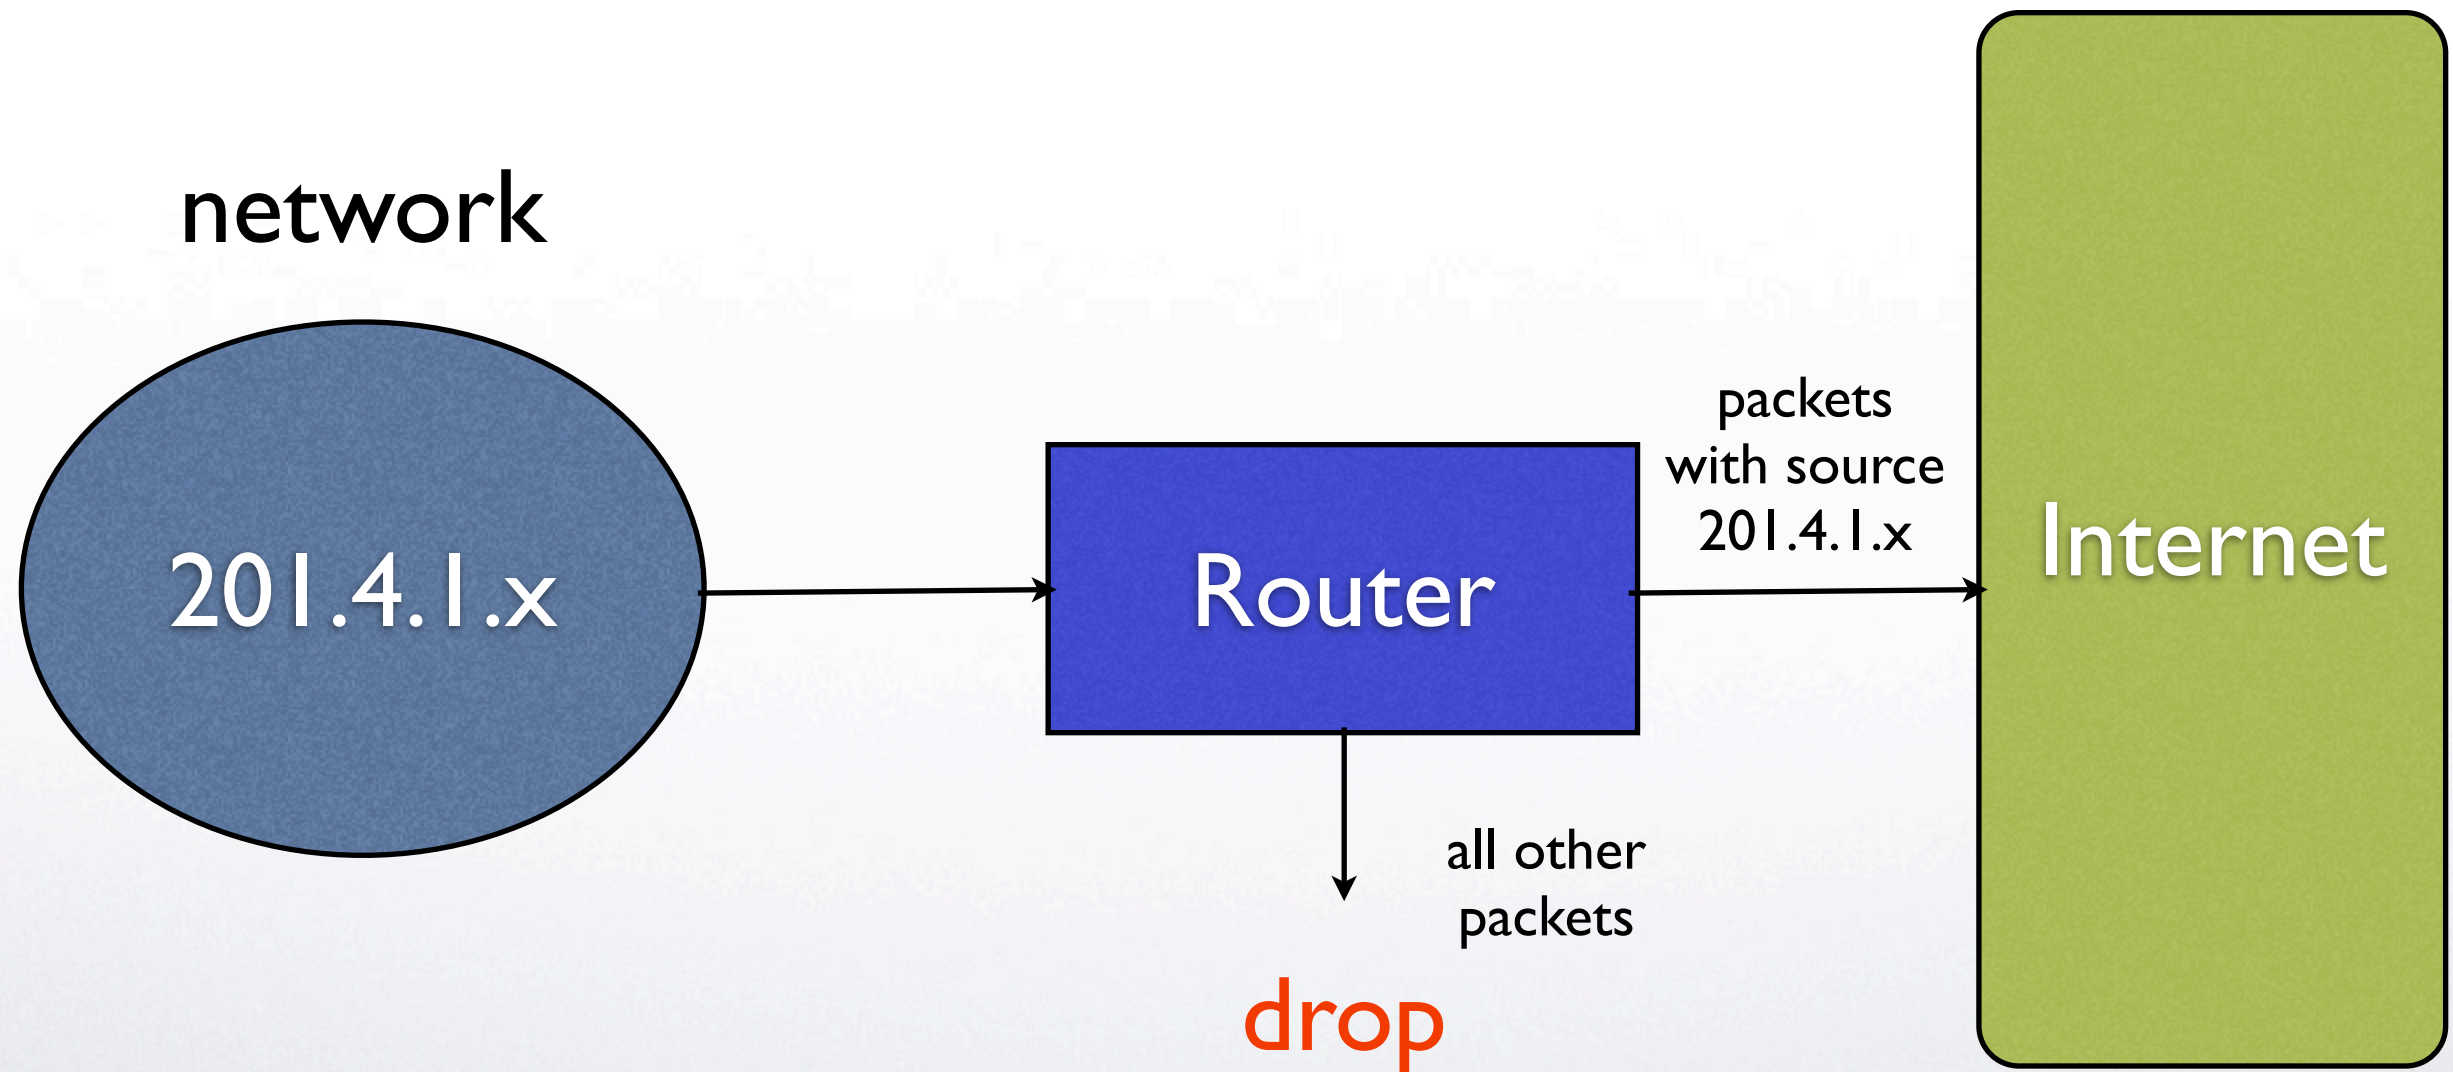 network
201.4.1.x
Router
packets
with source
201.4.1.x
Internet
all other
packets
drop